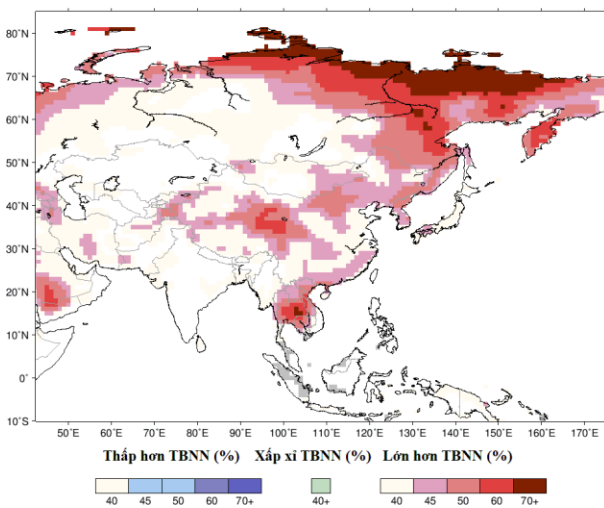 80˚N
70˚N
60˚N
50˚N
40˚N
30˚N
20˚N
10˚N
0˚
10˚S
50˚E 60˚E 70˚E 80˚E 90˚E 100˚E 110˚E 120˚E 130˚E 140˚E 150˚E 160˚E 170˚E
Thấp hơn TBNN (%) Xấp xỉ TBNN (%) Lớn hơn TBNN (%)
40 45 50 60 70+ 40+ 40 45 50 60 70+